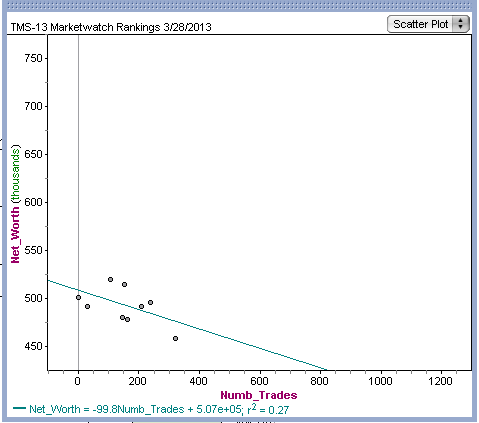 TMS-13 Marketwatch Rankings 3/28/2013
Scatter Plot
750
700
650
600
550
500
450
Net_Worth (thousands)
0 200 400 600 800 1000 1200
Numb_Trades
Net_Worth = -99.8Numb_Trades + 5.07e+05; r² = 0.27